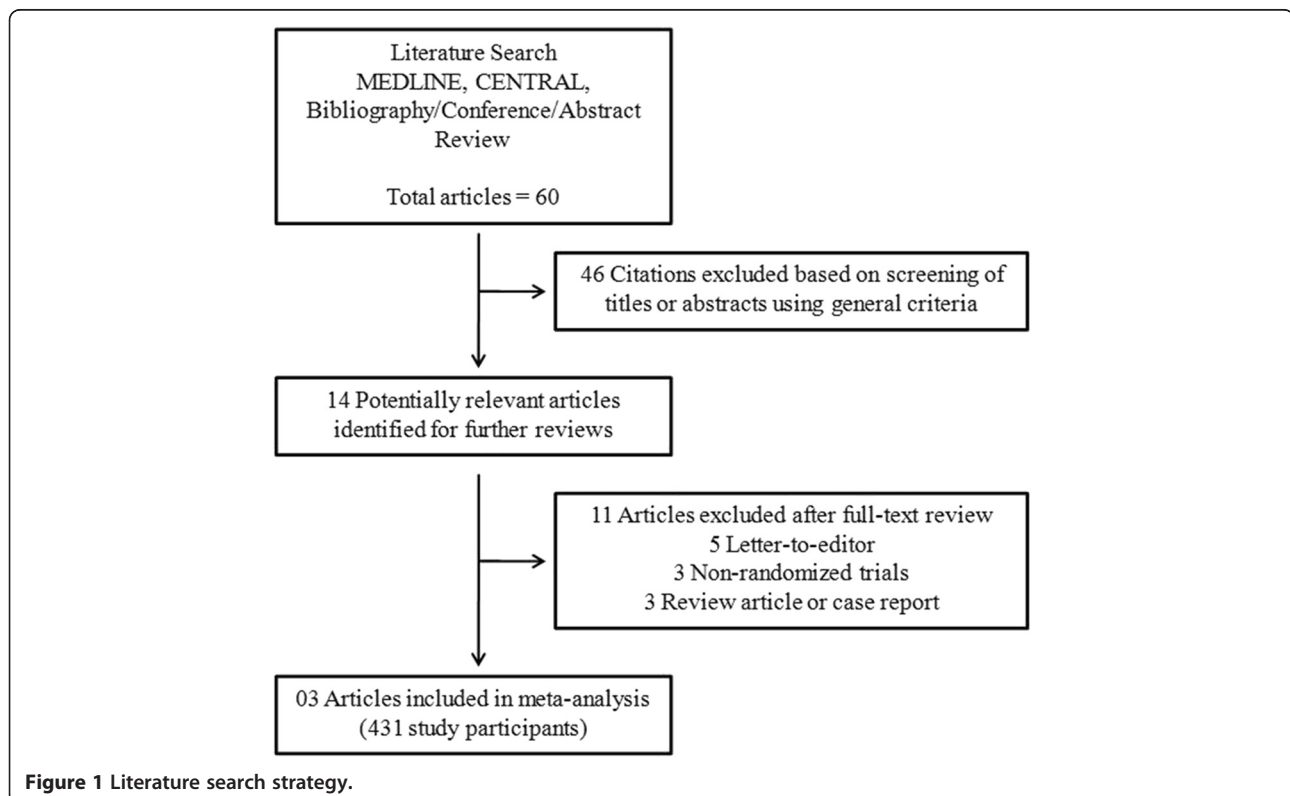 Literature Search
MEDLINE, CENTRAL,
Bibliography/Conference/Abstract
Review
Total articles = 60
46 Citations excluded based on screening of
titles or abstracts using general criteria
14 Potentially relevant articles
identified for further reviews
11 Articles excluded after full-text review
5 Letter-to-editor
3 Non-randomized trials
3 Review article or case report
03 Articles included in meta-analysis
(431 study participants)
Figure 1 Literature search strategy.